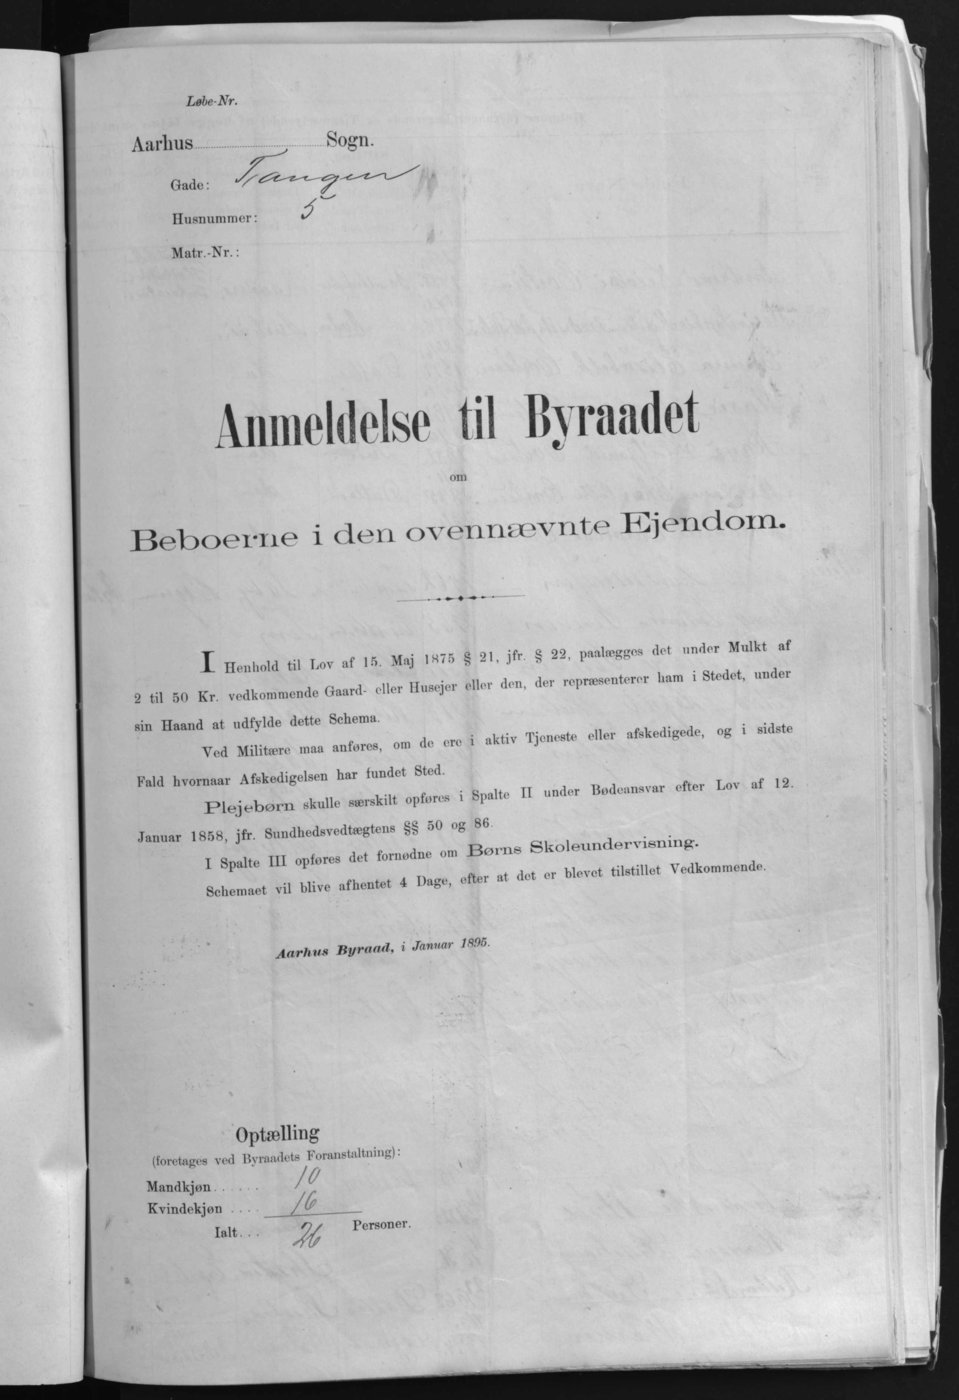 Løbe-Nr.
Aarhus Sogn.
Gade: Tangen
Husnummer: 5
Matr.-Nr.:
Anmeldelse til Byraadet
om
Beboerne i den ovennævnte Ejendom.
I Henhold til Lov af 15. Maj 1875 § 21, jfr. § 22, paalægges det under Mulkt af
2 til 50 Kr. vedkommende Gaard- eller Husejer eller den, der repræsenterer ham i Stedet, under
sin Haand at udfylde dette Schema.
Ved Militære maa anføres, om de ere i aktiv Tjeneste eller afskedigede, og i sidste
Fald hvornaar Afskedigelsen har fundet Sted.
Plejebørn skulle særskilt opføres i Spalte II under Bødeansvar efter Lov af 12.
Januar 1858, jfr. Sundhedsvedtægtens §§ 50 og 86.
I Spalte III opføres det fornødne om Børns Skoleundervisning.
Schemaet vil blive afhentet 4 Dage, efter at det er blevet tilstillet Vedkommende.
Aarhus Byraad, i Januar 1895.
Optælling
(foretages ved Byraadets Foranstaltning):
Mandkjøn...... 10
Kvindekjøn .... 16
Ialt... 26 Personer.